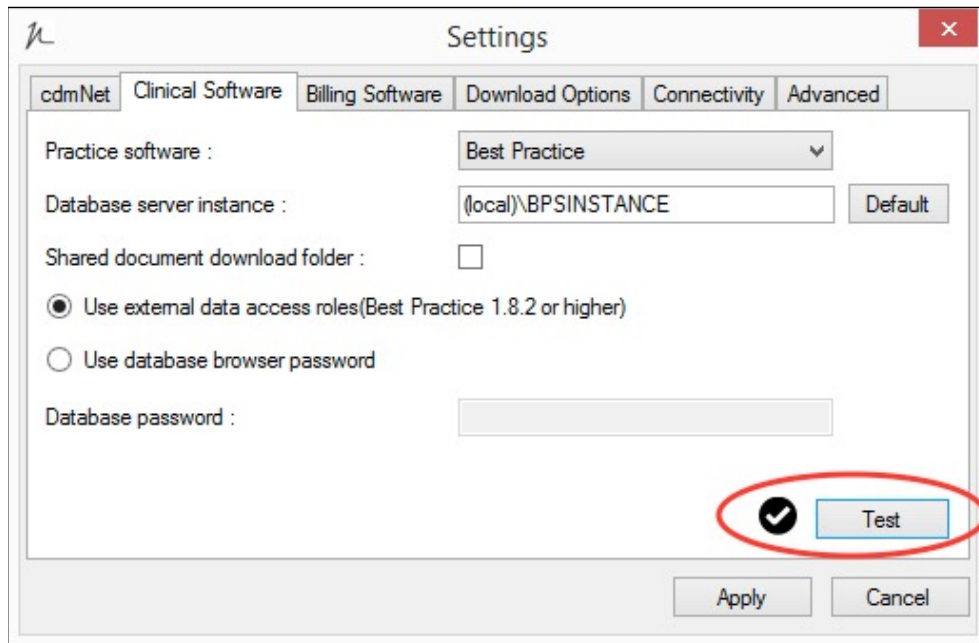 Settings
cdmNet Clinical Software Billing Software Download Options Connectivity Advanced
Practice software : Best Practice
Database server instance : (local)\BPSINSTANCE Default
Shared document download folder :
Use external data access roles(Best Practice 1.8.2 or higher)
Use database browser password
Database password :
Test
Apply Cancel